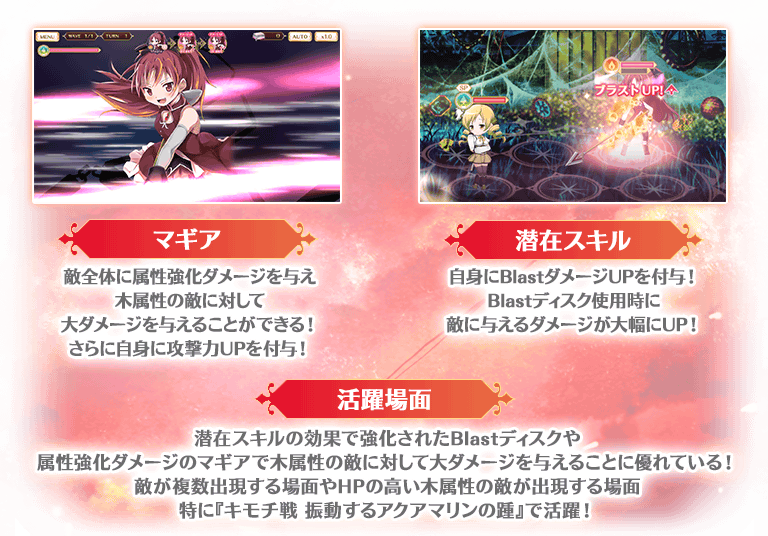 MENU WAVE 1/3 TURN 1
AUTO ×1.0
UP
ブラストUP!
マギア
敵全体に属性強化ダメージを与え
木属性の敵に対して
大ダメージを与えることができる!
さらに自身に攻撃力UPを付与!
潜在スキル
自身にBlastダメージUPを付与!
Blastディスク使用時に
敵に与えるダメージが大幅にUP!
活躍場面
潜在スキルの効果で強化されたBlastディスクや
属性強化ダメージのマギアで木属性の敵に対して大ダメージを与えることに優れている!
敵が複数出現する場面やHPの高い木属性の敵が出現する場面
特に『キモチ戦 振動するアクアマリンの踵』で活躍!